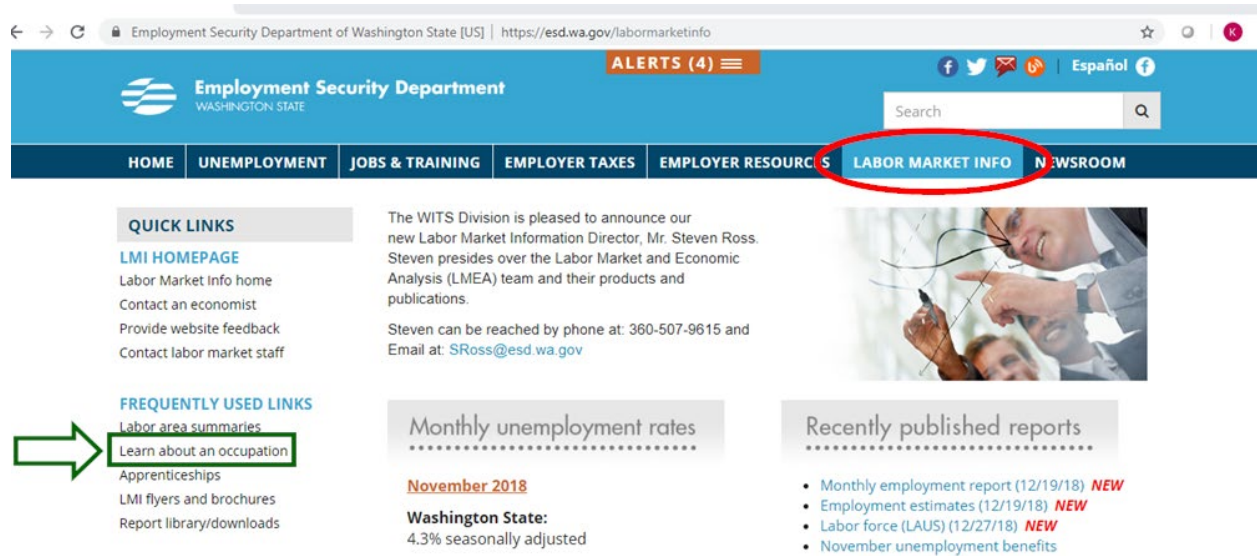 Employment Security Department of Washington State [US] | https://esd.wa.gov/labormarketinfo
K
ALERTS (4)
Español
Employment Security Department
WASHINGTON STATE
Search
HOME
UNEMPLOYMENT
JOBS & TRAINING
EMPLOYER TAXES
EMPLOYER RESOURCES
LABOR MARKET INFO
NEWSROOM
QUICK LINKS
LMI HOMEPAGE
Labor Market Info home
Contact an economist
Provide website feedback
Contact labor market staff
FREQUENTLY USED LINKS
Labor area summaries
Learn about an occupation
Apprenticeships
LMI flyers and brochures
Report library/downloads
The WITS Division is pleased to announce our
new Labor Market Information Director, Mr. Steven Ross.
Steven presides over the Labor Market and Economic
Analysis (LMEA) team and their products and
publications.
Steven can be reached by phone at: 360-507-9615 and
Email at: SRoss@esd.wa.gov
Monthly unemployment rates
November 2018
Washington State:
4.3% seasonally adjusted
Recently published reports
Monthly employment report (12/19/18) NEW
Employment estimates (12/19/18) NEW
Labor force (LAUS) (12/27/18) NEW
November unemployment benefits